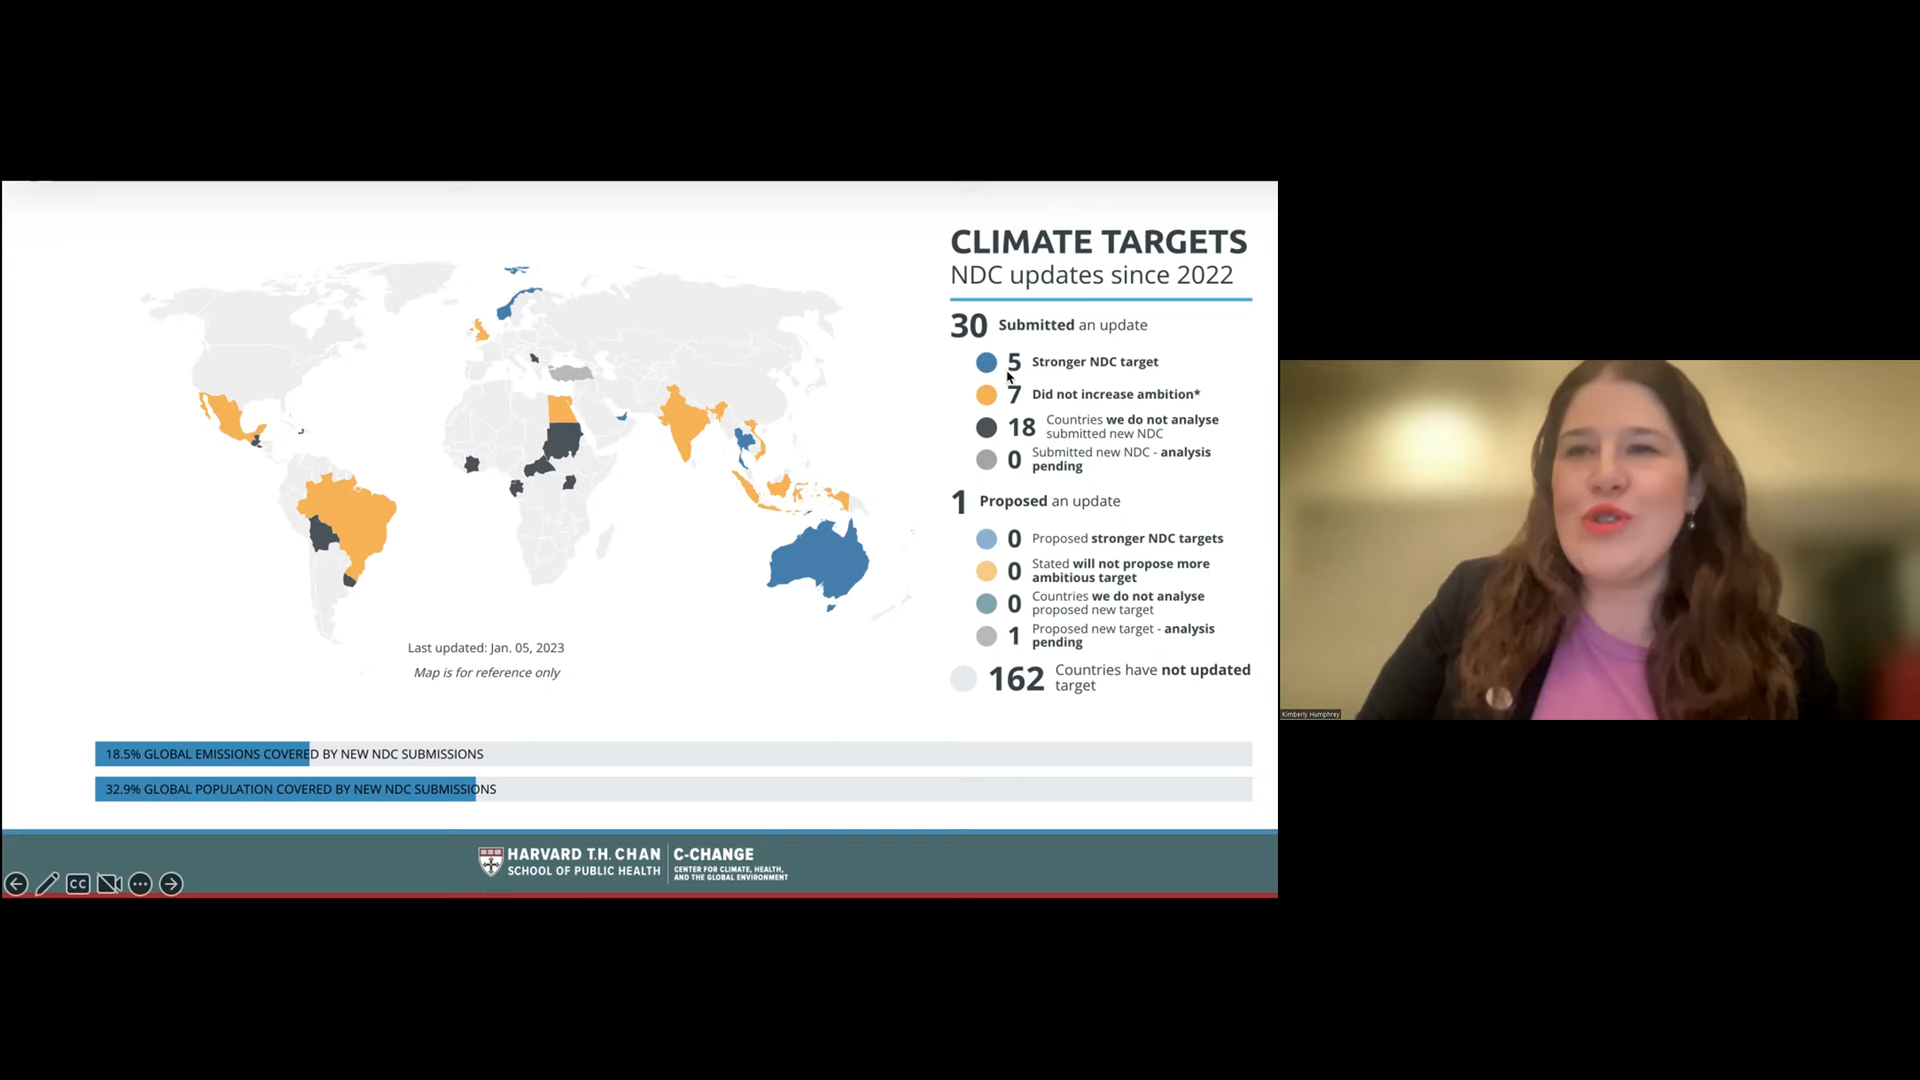 CLIMATE TARGETS
NDC updates since 2022
30 Submitted an update
5 Stronger NDC target
7 Did not increase ambition*
18 Countries we do not analyse
submitted new NDC
0 Submitted new NDC - analysis
pending
1 Proposed an update
0 Proposed stronger NDC targets
0 Stated will not propose more
ambitious target
0 Countries we do not analyse
proposed new target
1 Proposed new target - analysis
pending
162 Countries have not updated
target
Last updated: Jan. 05, 2023
Map is for reference only
18.5% GLOBAL EMISSIONS COVERED BY NEW NDC SUBMISSIONS
32.9% GLOBAL POPULATION COVERED BY NEW NDC SUBMISSIONS
HARVARD T.H. CHAN
SCHOOL OF PUBLIC HEALTH
C-CHANGE
CENTER FOR CLIMATE, HEALTH,
AND THE GLOBAL ENVIRONMENT
CC
Kimberly Humphrey